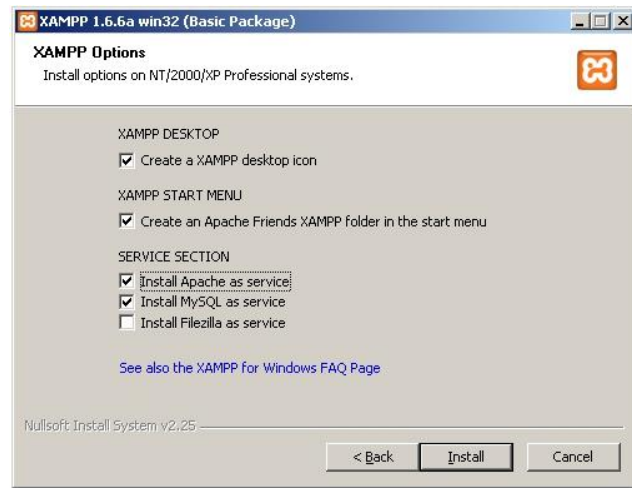 XAMPP 1.6.6a win32 (Basic Package)
XAMPP Options
Install options on NT/2000/XP Professional systems.
XAMPP DESKTOP
Create a XAMPP desktop icon
XAMPP START MENU
Create an Apache Friends XAMPP folder in the start menu
SERVICE SECTION
Install Apache as service
Install MySQL as service
Install Filezilla as service
See also the XAMPP for Windows FAQ Page
Nullsoft Install System v2.25
< Back Install Cancel